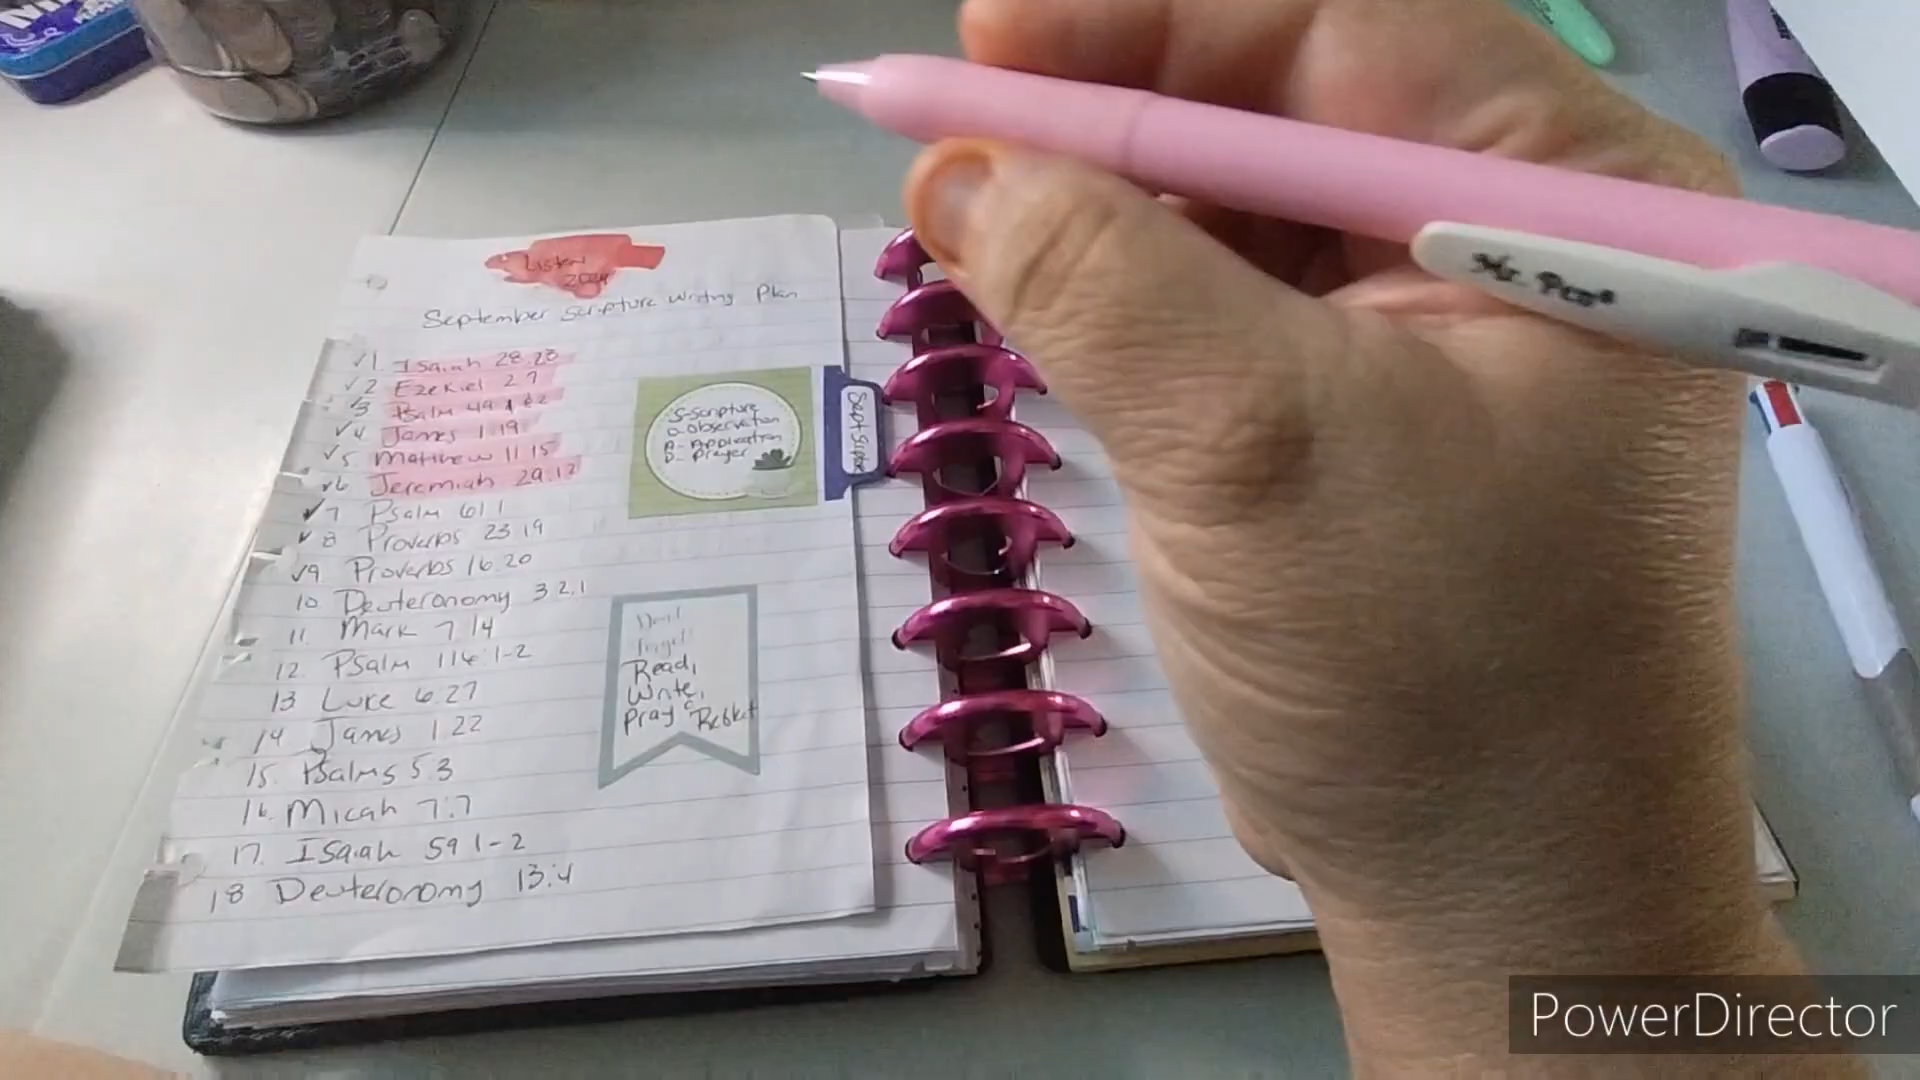 Listen
2024
September Scripture Writing Plan
✓1. Isaiah 28.23
✓2 Ezekiel 2 7
✓3 Psalm 49 1 &2
✓4 James 1 19
✓5 Matthew 11 15
✓6 Jeremiah 29.12
✓7 Psalm 61 1
✓8 Proverbs 23 19
✓9 Proverbs 16 20
10 Deuteronomy 32.1
11. Mark 7 14
12. Psalm 116 1-2
13 Luke 6.27
14 James 1 22
15. Psalms 5 3
16. Micah 7:7
17. Isaiah 59 1-2
18 Deuteronomy 13:4
S-Scripture
O-Observation
A-Application
P-Prayer
Sept Script
Read,
Write,
Pray &
Mr. Pen
PowerDirector